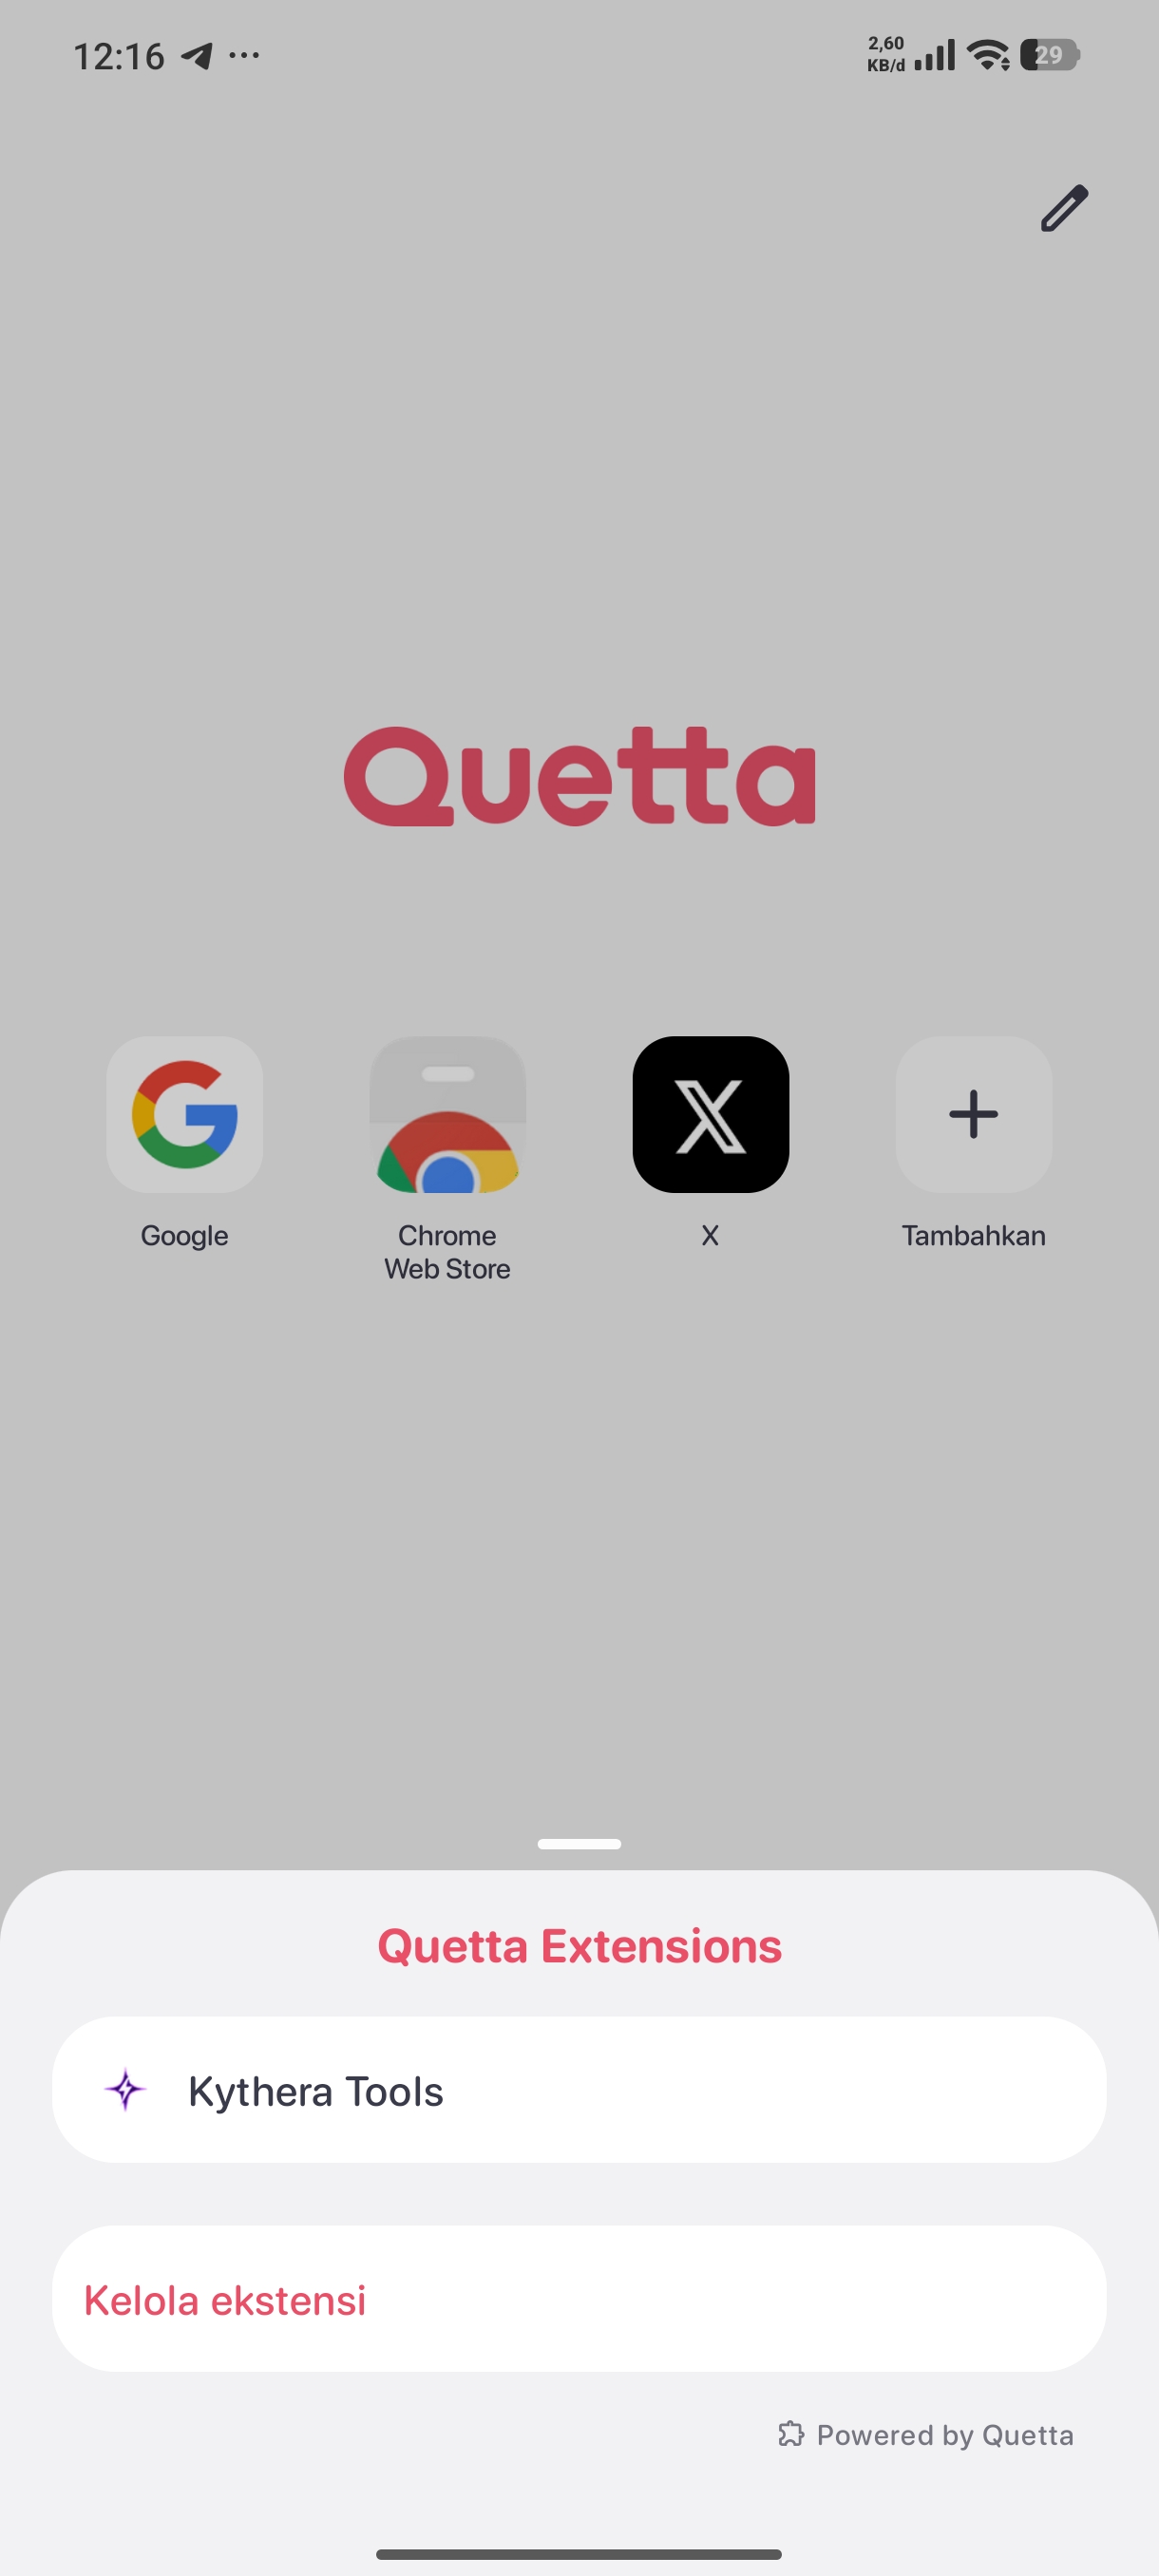 12:16
2,60
KB/d
29
Quetta
Google
Chrome
Web Store
X
Tambahkan
Quetta Extensions
Kythera Tools
Kelola ekstensi
Powered by Quetta